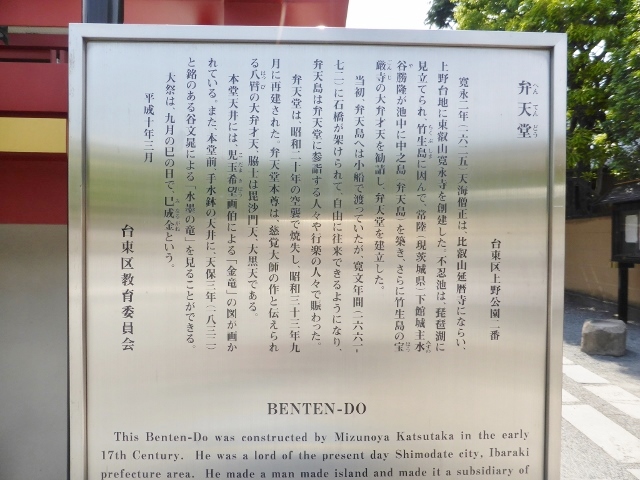 弁天堂
べんてんどう
台東区上野公園二番
寛永二年(一六二五)天海僧正は、比叡山延暦寺にならい、
上野台地に東叡山寛永寺を創建した。不忍池は、琵琶湖に
見立てられ、竹生島に因んで、常陸(現茨城県)下館城主水
谷勝隆が池中に中之島(弁天島)を築き、さらに竹生島の宝
厳寺の大弁才天を勧請し、弁天堂を建立した。
当初、弁天島へは小船で渡っていたが、寛文年間(一六六一-
七二)に石橋が架けられて、自由に往来できるようになり、
弁天島は弁天堂に参詣する人々や行楽の人々で賑わった。
弁天堂は、昭和二十年の空襲で焼失し、昭和三十三年九
月に再建された。弁天堂本尊は、慈覚大師の作と伝えられ
る八臂の大弁才天、脇士は毘沙門天、大黒天である。
本堂天井には、児玉希望画伯による「金竜」の図が画か
れている。また、本堂前、手水鉢の天井に、天保三年(一八三二)
と銘のある谷文晁による「水墨の竜」を見ることができる。
大祭は、九月の巳の日で、巳成金という。
平成十年三月
台東区教育委員会
BENTEN-DO
This Benten-Do was constructed by Mizunoya Katsutaka in the early
17th Century. He was a lord of the present day Shimodate city, Ibaraki
prefecture area. He made a man made island and made it a subsidiary of